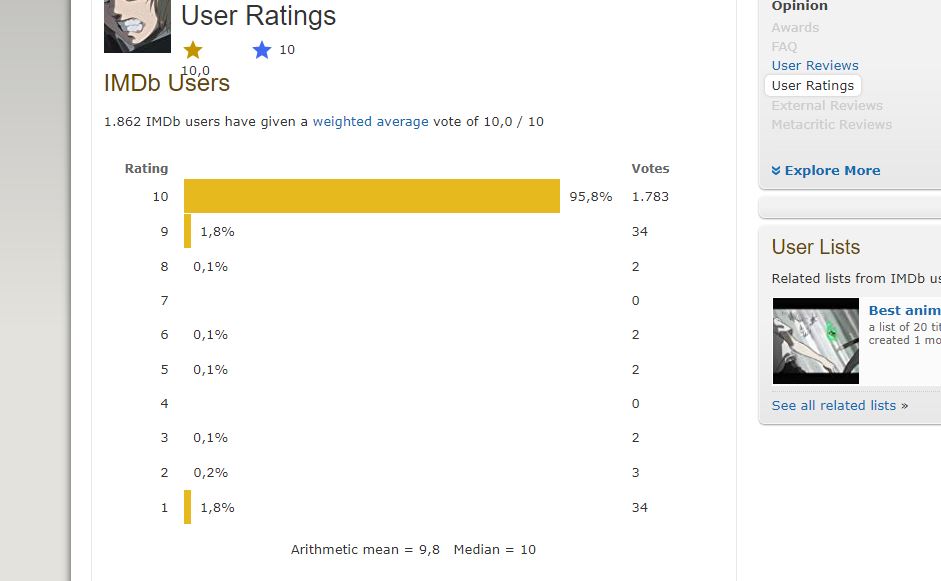 User Ratings
10
10,0
IMDb Users
1.862 IMDb users have given a weighted average vote of 10,0 / 10
Rating Votes
10 95,8% 1.783
9 1,8% 34
8 0,1% 2
7 0
6 0,1% 2
5 0,1% 2
4 0
3 0,1% 2
2 0,2% 3
1 1,8% 34
Arithmetic mean = 9,8 Median = 10
Opinion
Awards
FAQ
User Reviews
User Ratings
External Reviews
Metacritic Reviews
Explore More
User Lists
Related lists from IMDb us
Best anim
a list of 20 tit
created 1 mo
See all related lists »